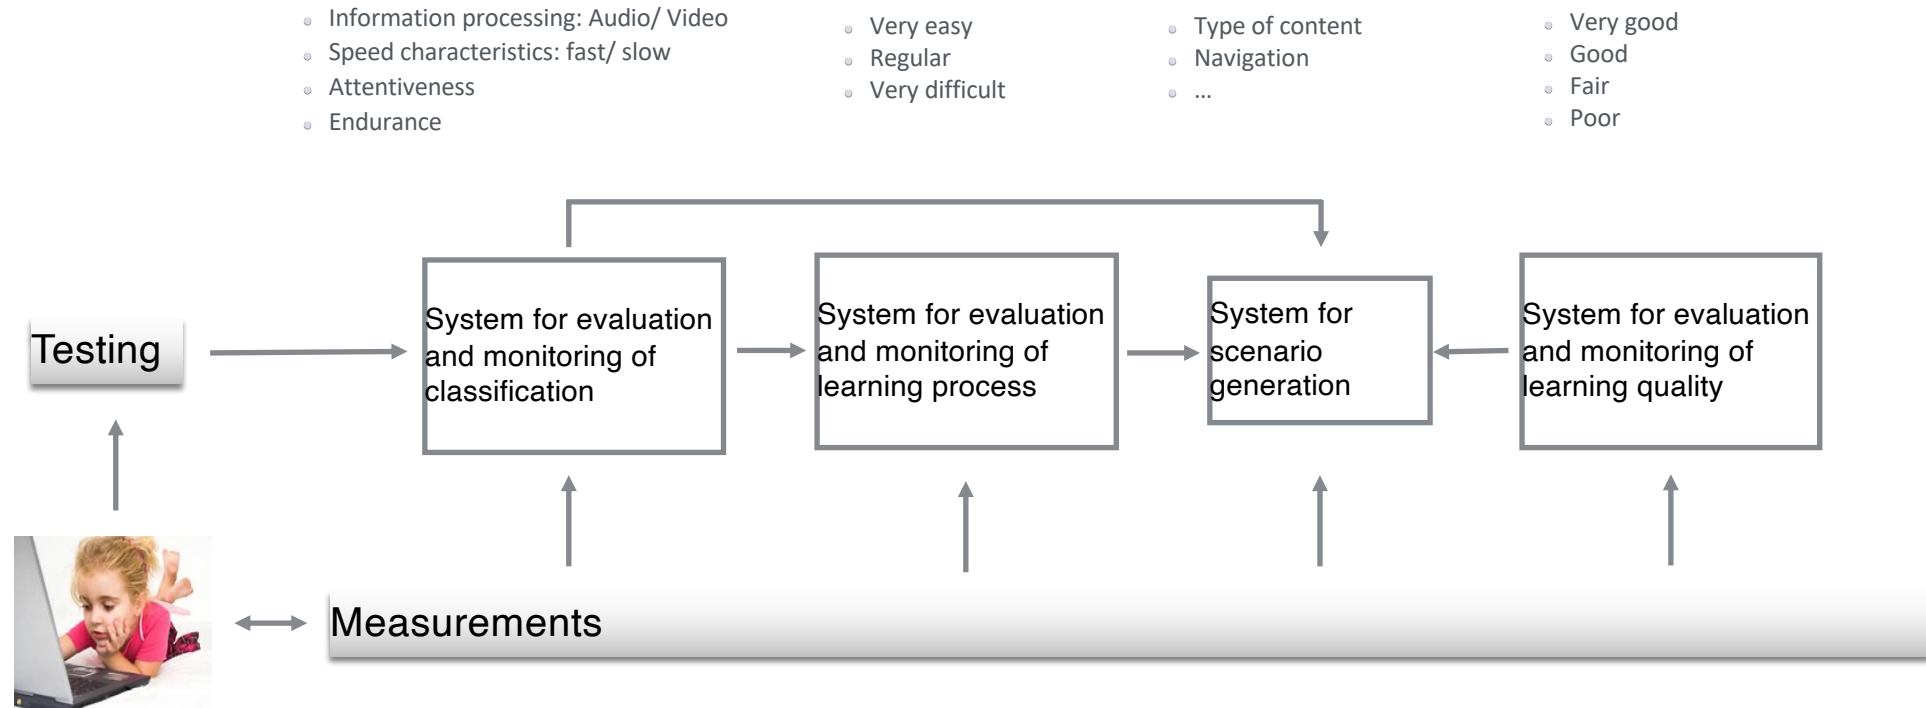 Information processing: Audio/ Video
Speed characteristics: fast/ slow
Attentiveness
Endurance
Very easy
Regular
Very difficult
Type of content
Navigation
...
Very good
Good
Fair
Poor
Testing
System for evaluation
and monitoring of
classification
System for evaluation
and monitoring of
learning process
System for
scenario
generation
System for evaluation
and monitoring of
learning quality
Measurements